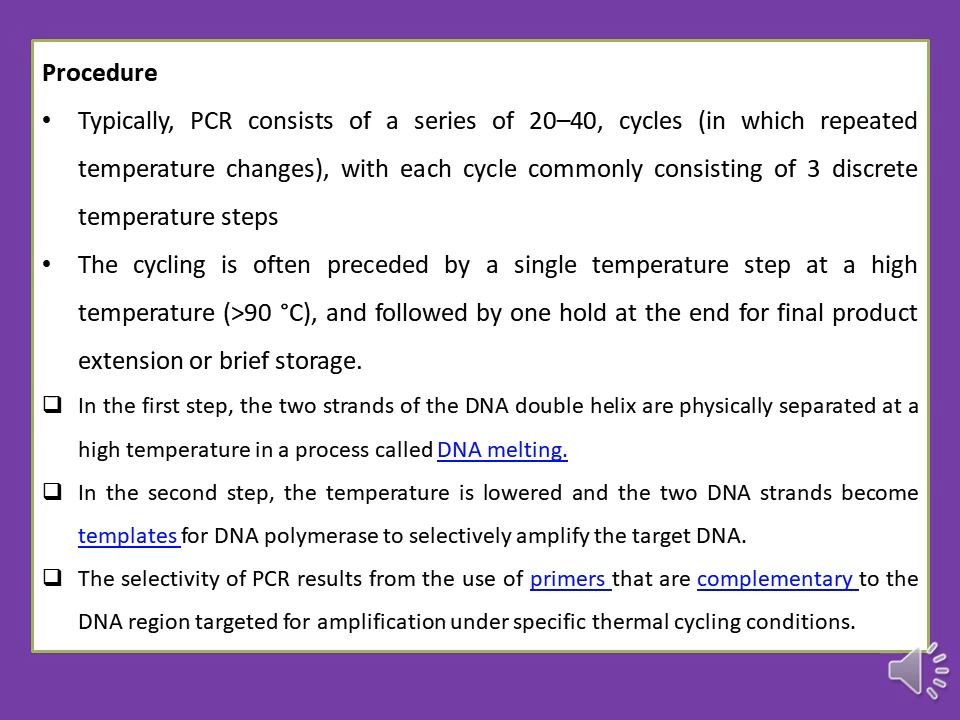 Procedure
• Typically, PCR consists of a series of 20–40, cycles (in which repeated
temperature changes), with each cycle commonly consisting of 3 discrete
temperature steps
• The cycling is often preceded by a single temperature step at a high
temperature (>90 °C), and followed by one hold at the end for final product
extension or brief storage.
❑ In the first step, the two strands of the DNA double helix are physically separated at a
high temperature in a process called DNA melting.
❑ In the second step, the temperature is lowered and the two DNA strands become
templates for DNA polymerase to selectively amplify the target DNA.
❑ The selectivity of PCR results from the use of primers that are complementary to the
DNA region targeted for amplification under specific thermal cycling conditions.